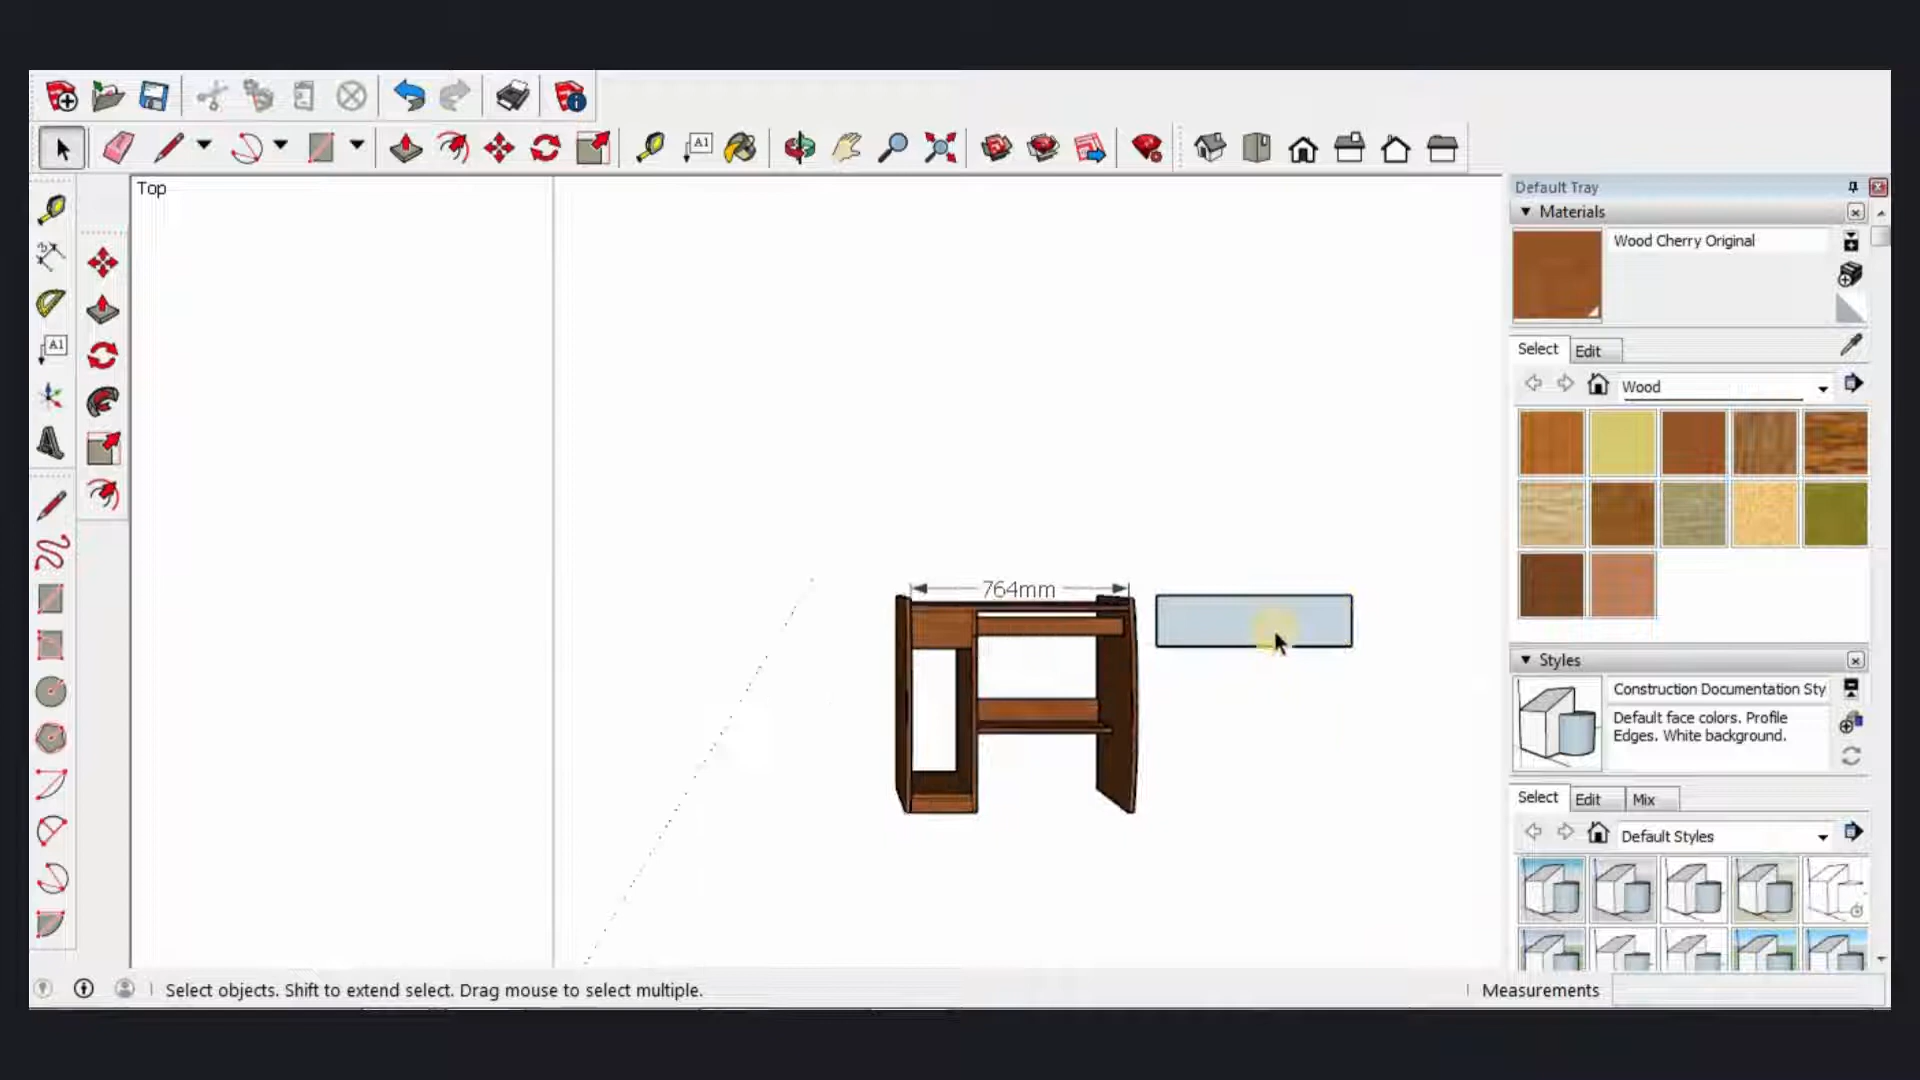 A1
Top
Default Tray
Materials
Wood Cherry Original
A1
Select
Edit
Wood
764mm
Styles
Construction Documentation Sty
Default face colors. Profile
Edges. White background.
Select
Edit
Mix
Default Styles
Select objects. Shift to extend select. Drag mouse to select multiple.
Measurements